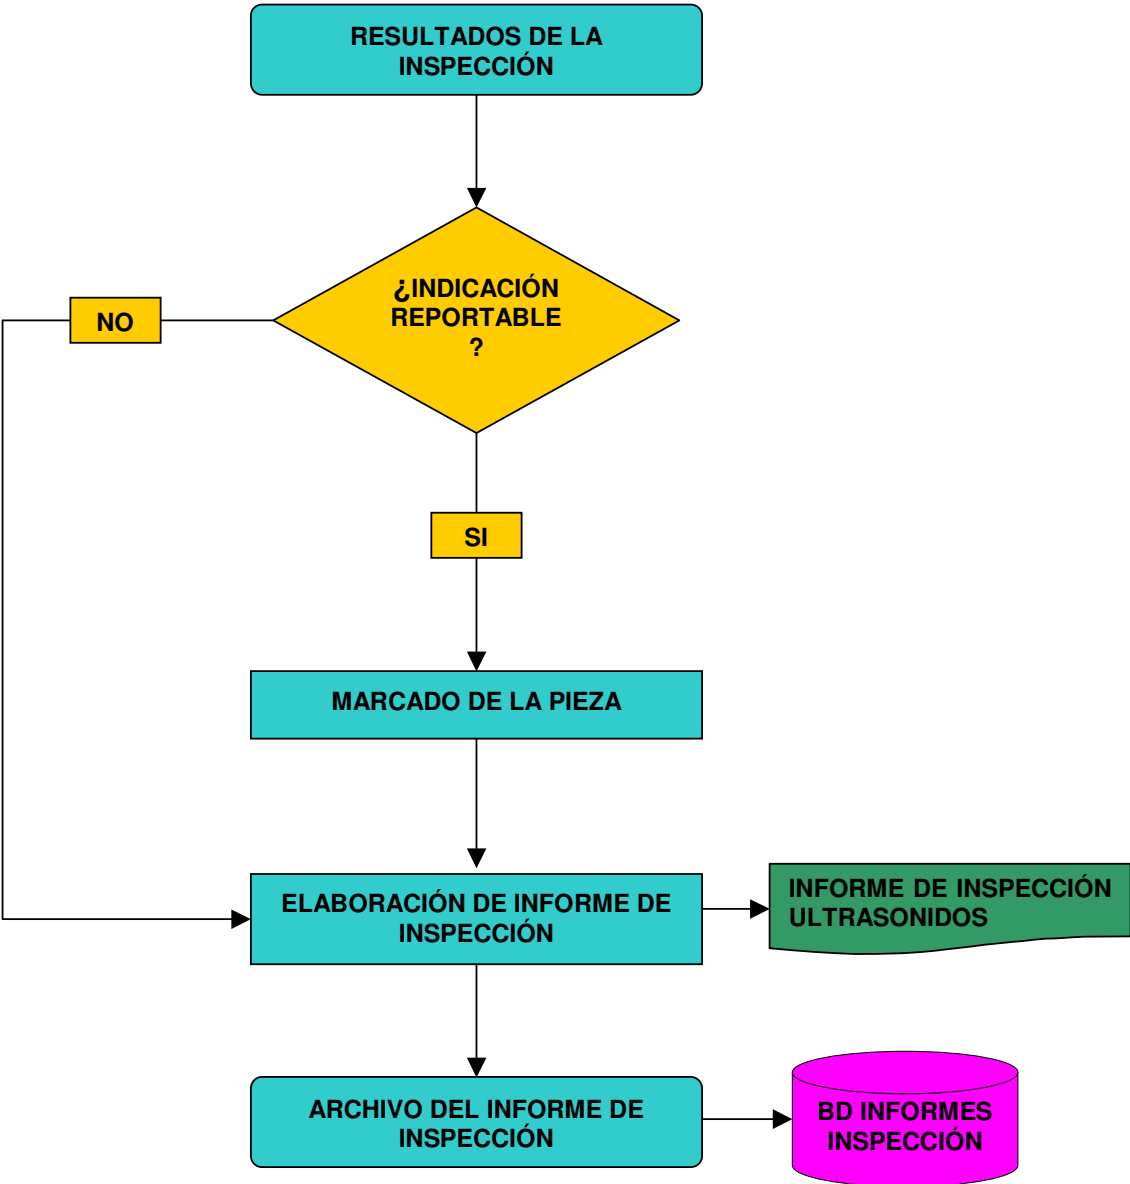 RESULTADOS DE LA
INSPECCIÓN
¿INDICACIÓN
REPORTABLE
?
NO
SI
MARCADO DE LA PIEZA
ELABORACIÓN DE INFORME DE
INSPECCIÓN
INFORME DE INSPECCIÓN
ULTRASONIDOS
ARCHIVO DEL INFORME DE
INSPECCIÓN
BD INFORMES
INSPECCIÓN